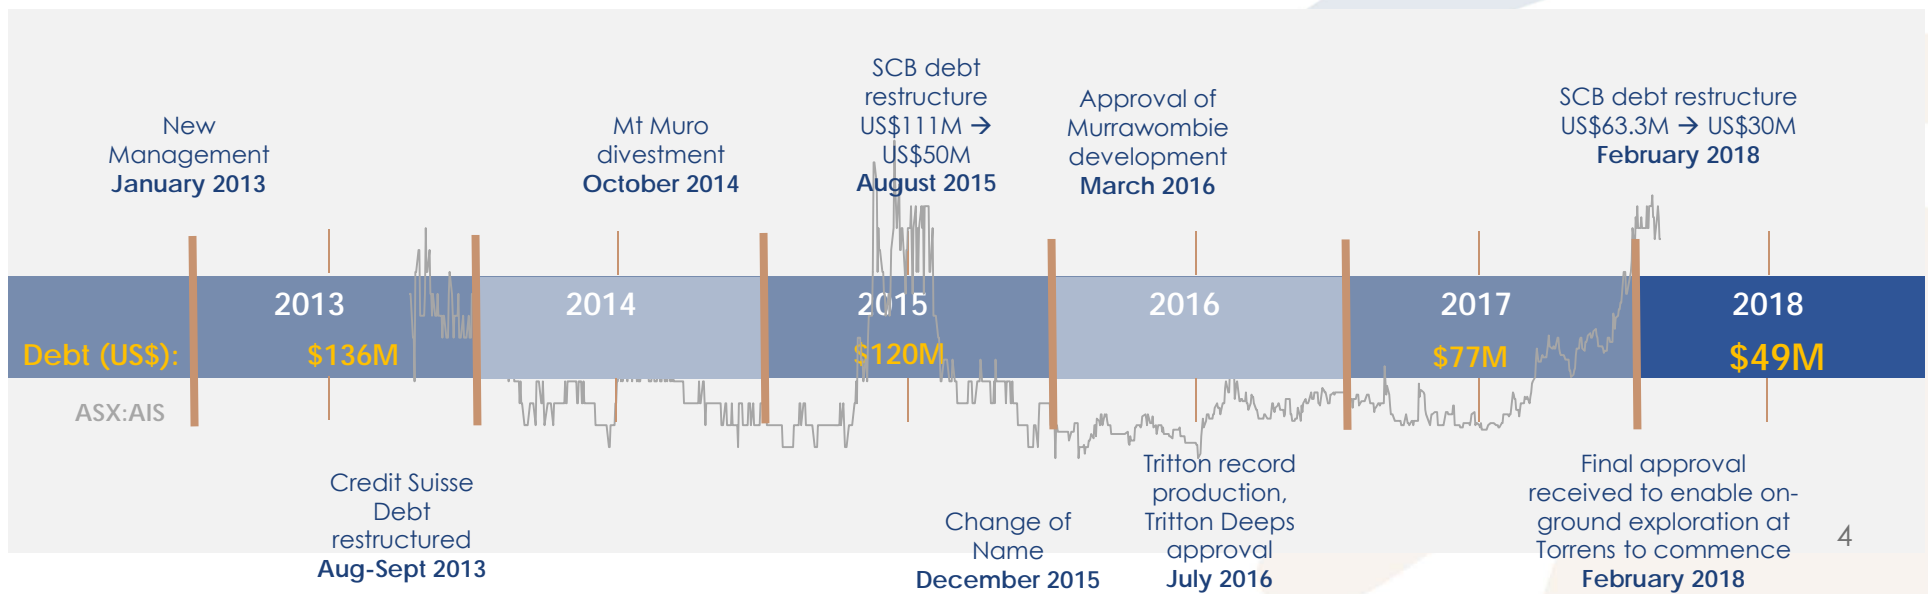 New
Management
January 2013
Mt Muro
divestment
October 2014
SCB debt
restructure
US$111M →
US$50M
August 2015
Approval of
Murrawombie
development
March 2016
SCB debt restructure
US$63.3M → US$30M
February 2018
2013
2014
2015
2016
2017
2018
Debt (US$):
$136M
$120M
$77M
$49M
ASX:AIS
Credit Suisse
Debt
restructured
Aug-Sept 2013
Change of
Name
December 2015
Tritton record
production,
Tritton Deeps
approval
July 2016
Final approval
received to enable on-
ground exploration at
Torrens to commence
February 2018
4